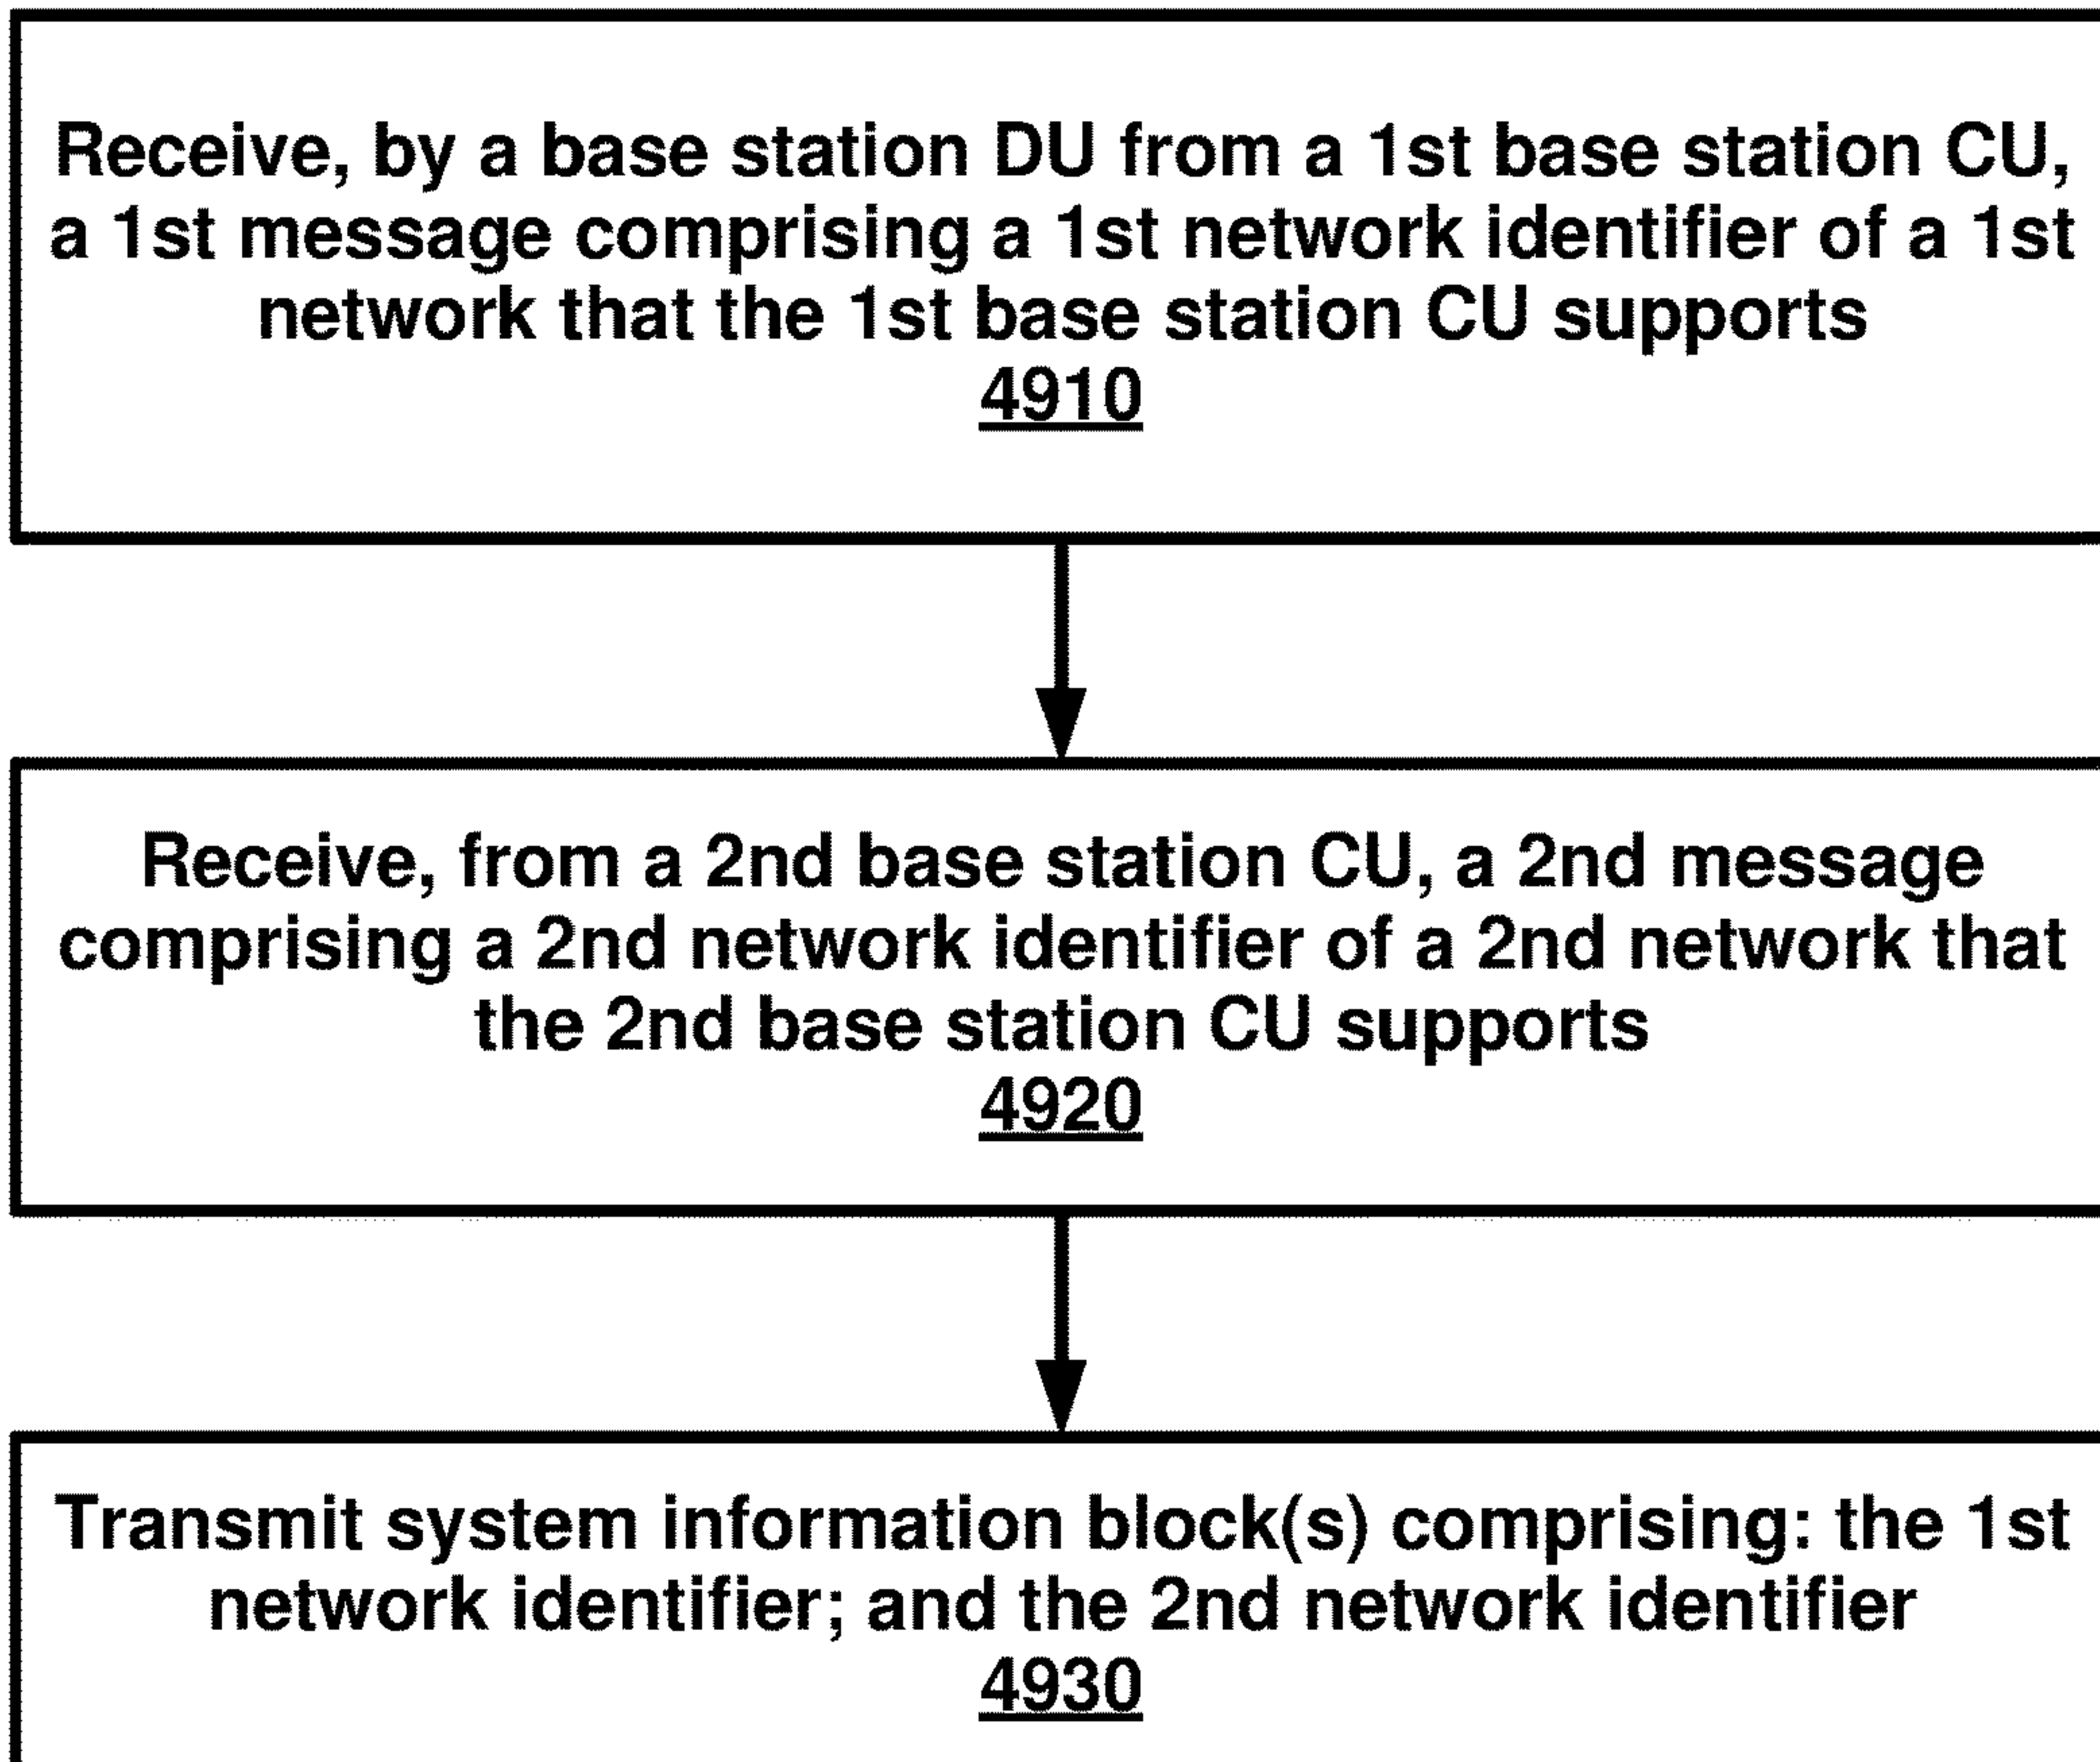 Receive, by a base station DU from a 1st base station CU,
a 1st message comprising a 1st network identifier of a 1st
network that the 1st base station CU supports
4910
Receive, from a 2nd base station CU, a 2nd message
comprising a 2nd network identifier of a 2nd network that
the 2nd base station CU supports
4920
Transmit system information block(s) comprising: the 1st
network identifier; and the 2nd network identifier
4930